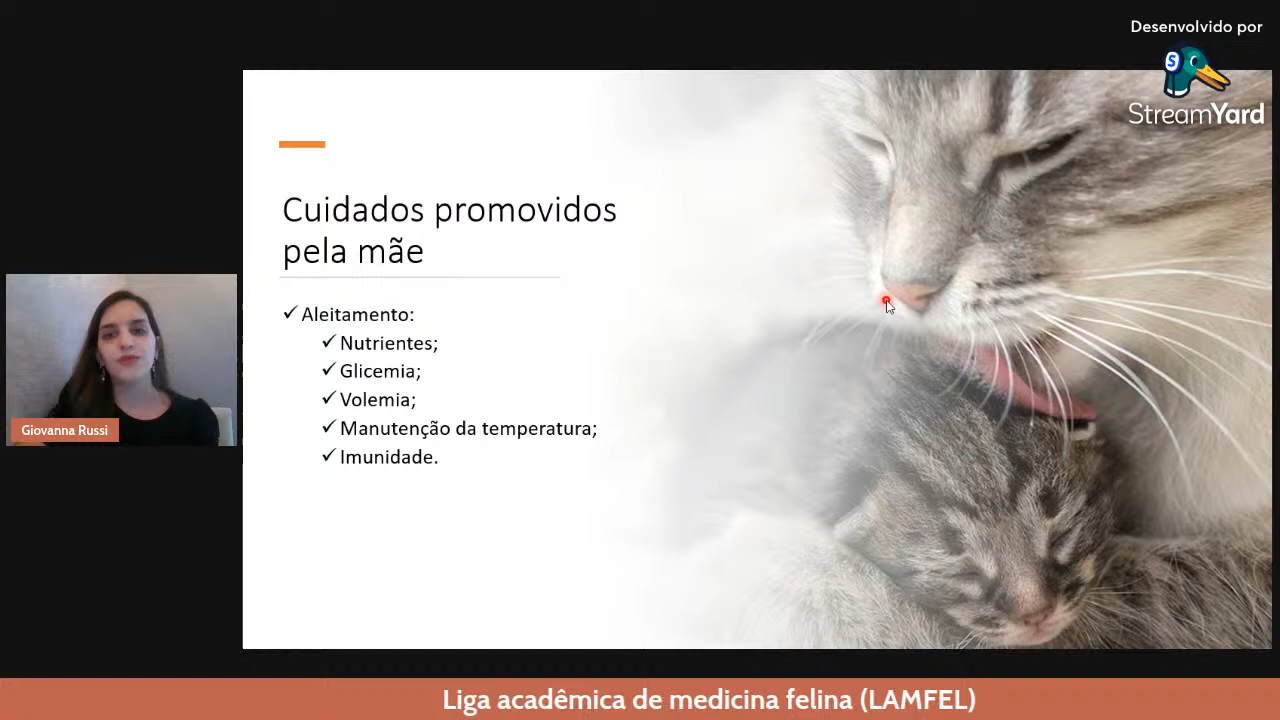 Desenvolvido por
S
StreamYard
Cuidados promovidos
pela mãe
✓ Aleitamento:
✓ Nutrientes;
✓ Glicemia;
✓ Volemia;
✓ Manutenção da temperatura;
✓ Imunidade.
Giovanna Russi
Liga acadêmica de medicina felina (LAMFEL)